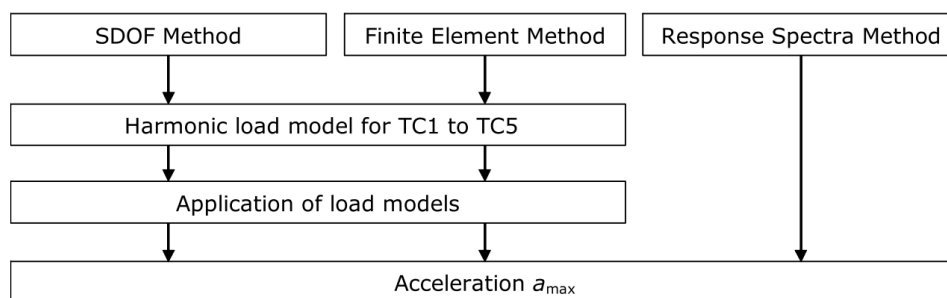 SDOF Method
Finite Element Method
Response Spectra Method
Harmonic load model for TC1 to TC5
Application of load models
Acceleration amax